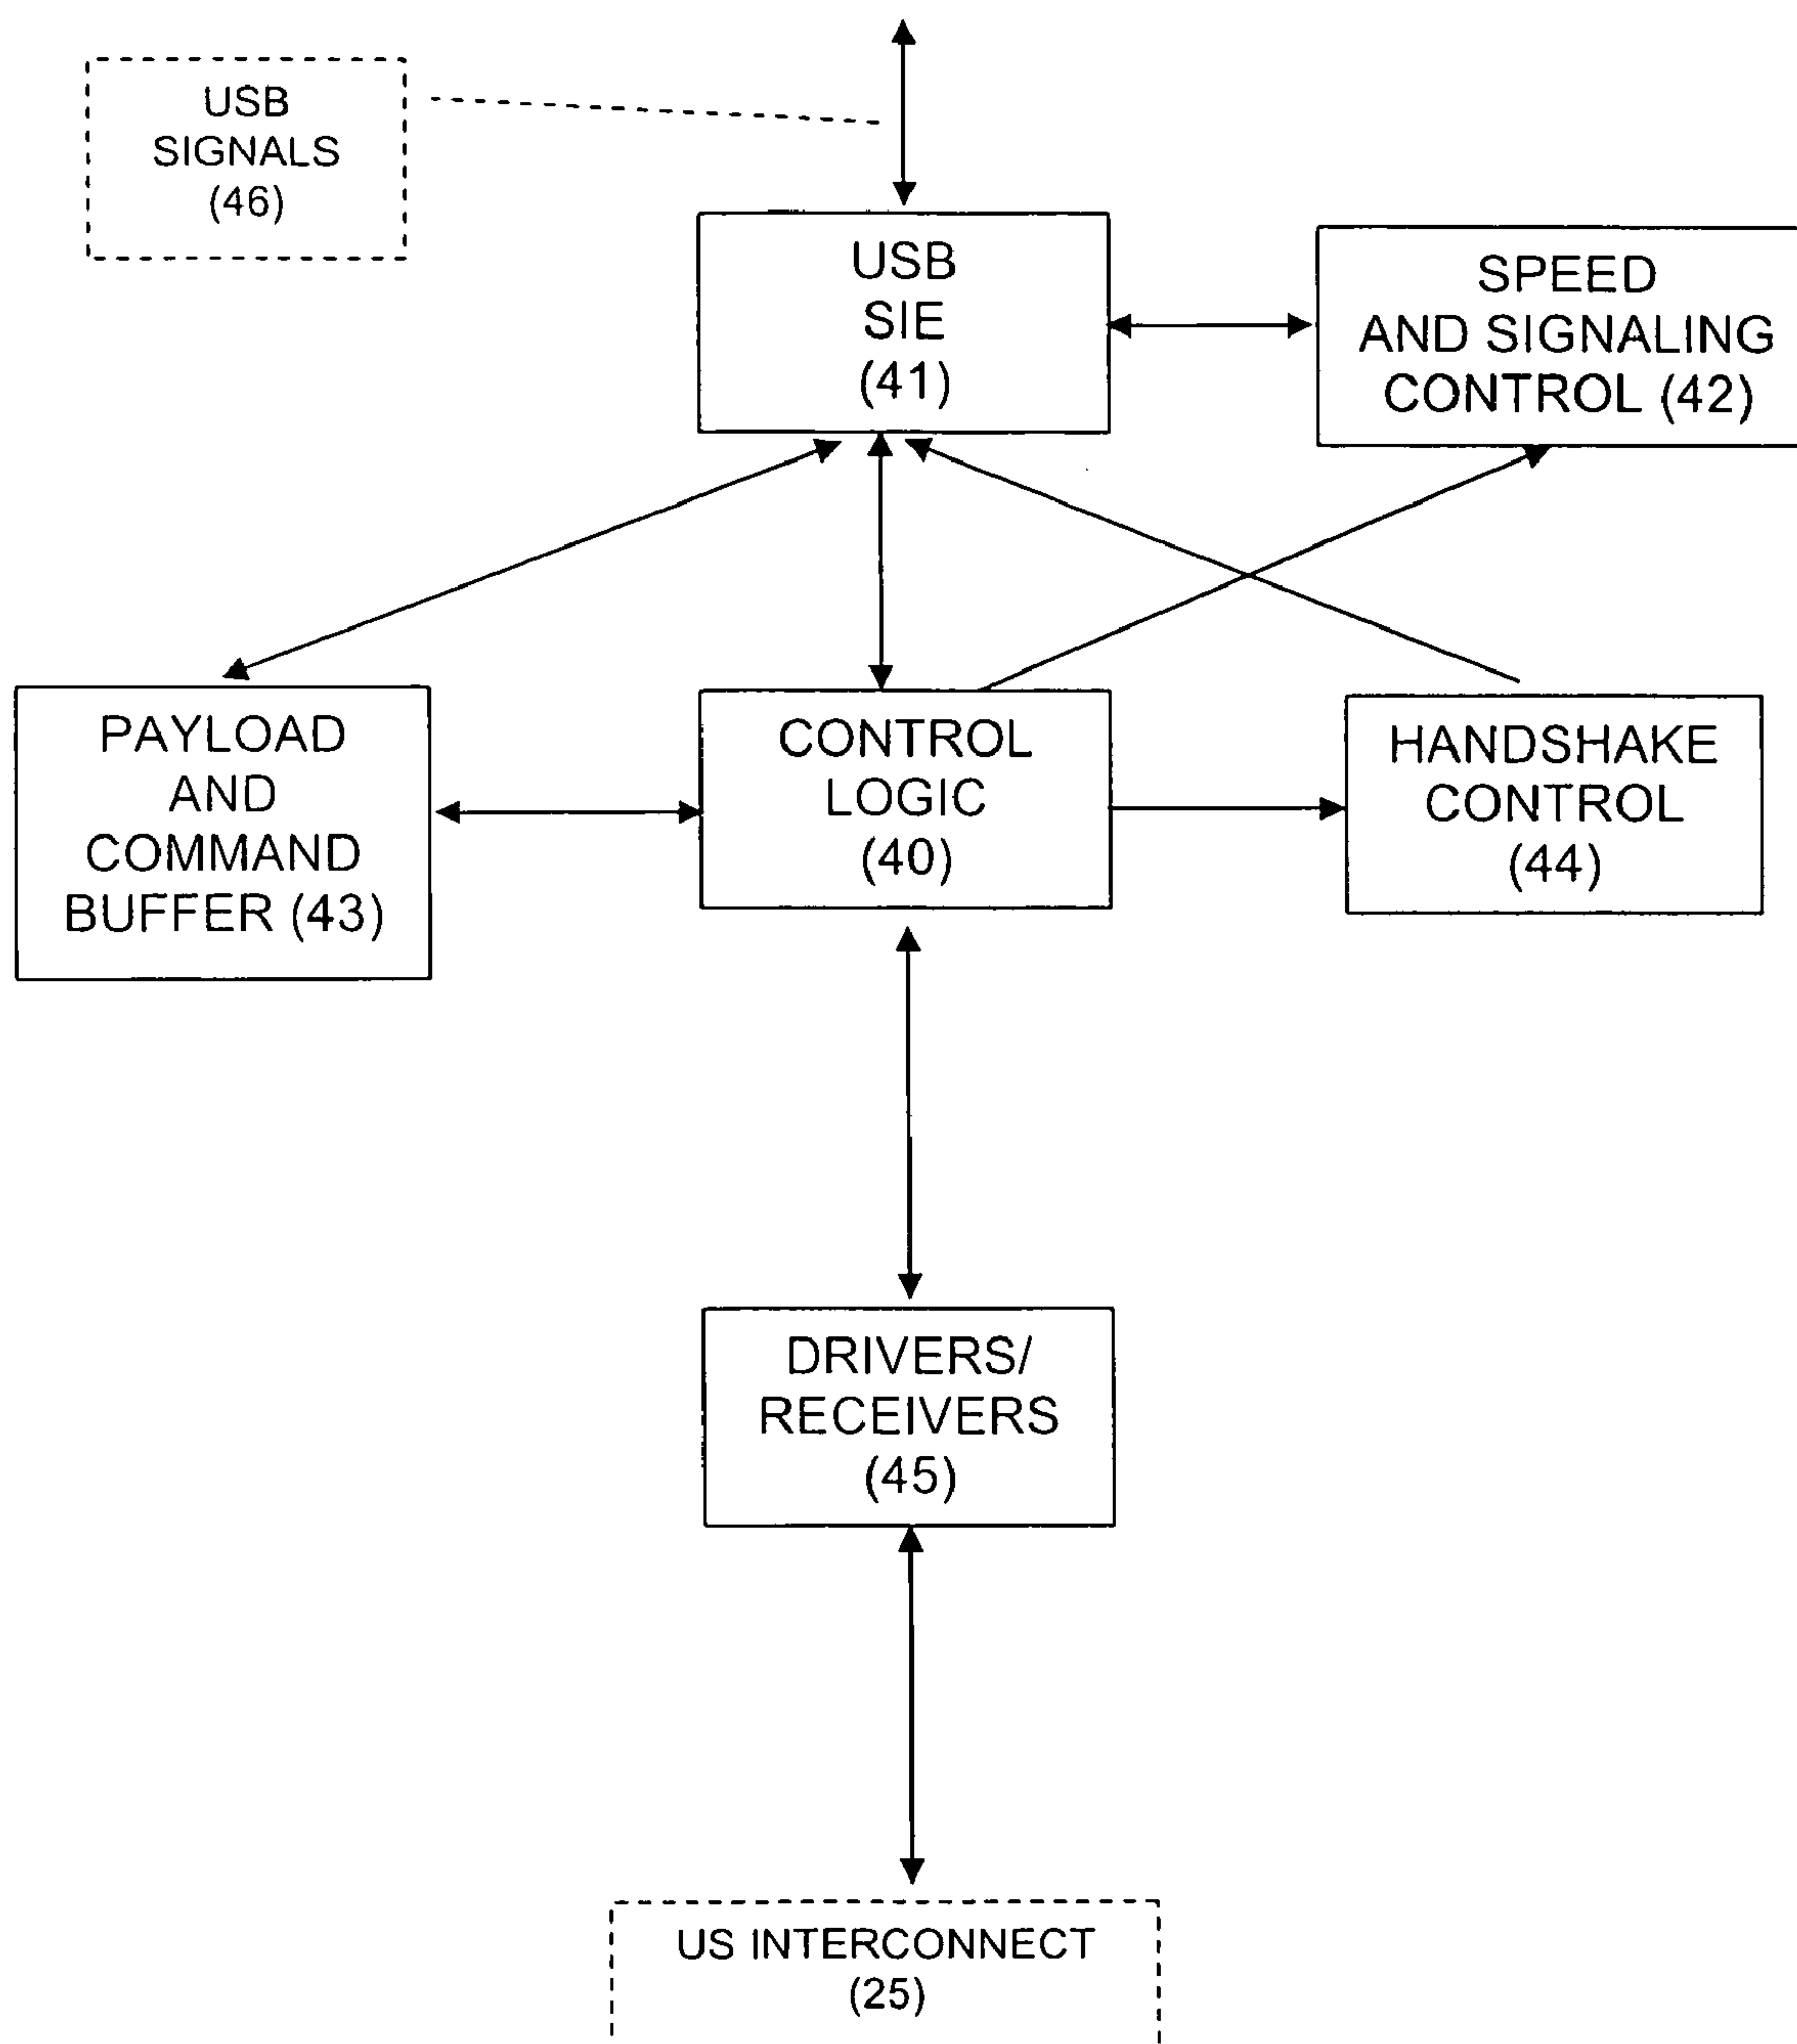 USB
SIGNALS
(46)
USB
SIE
(41)
SPEED
AND SIGNALING
CONTROL (42)
PAYLOAD
AND
COMMAND
BUFFER (43)
CONTROL
LOGIC
(40)
HANDSHAKE
CONTROL
(44)
DRIVERS/
RECEIVERS
(45)
US INTERCONNECT
(25)